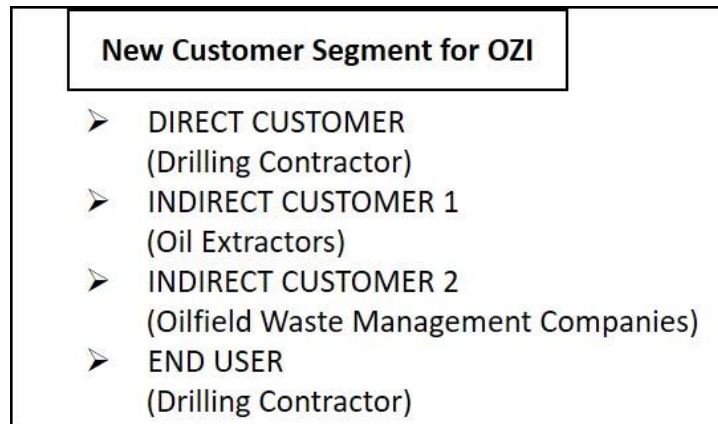 New Customer Segment for OZI
➢ DIRECT CUSTOMER
(Drilling Contractor)
➢ INDIRECT CUSTOMER 1
(Oil Extractors)
➢ INDIRECT CUSTOMER 2
(Oilfield Waste Management Companies)
➢ END USER
(Drilling Contractor)